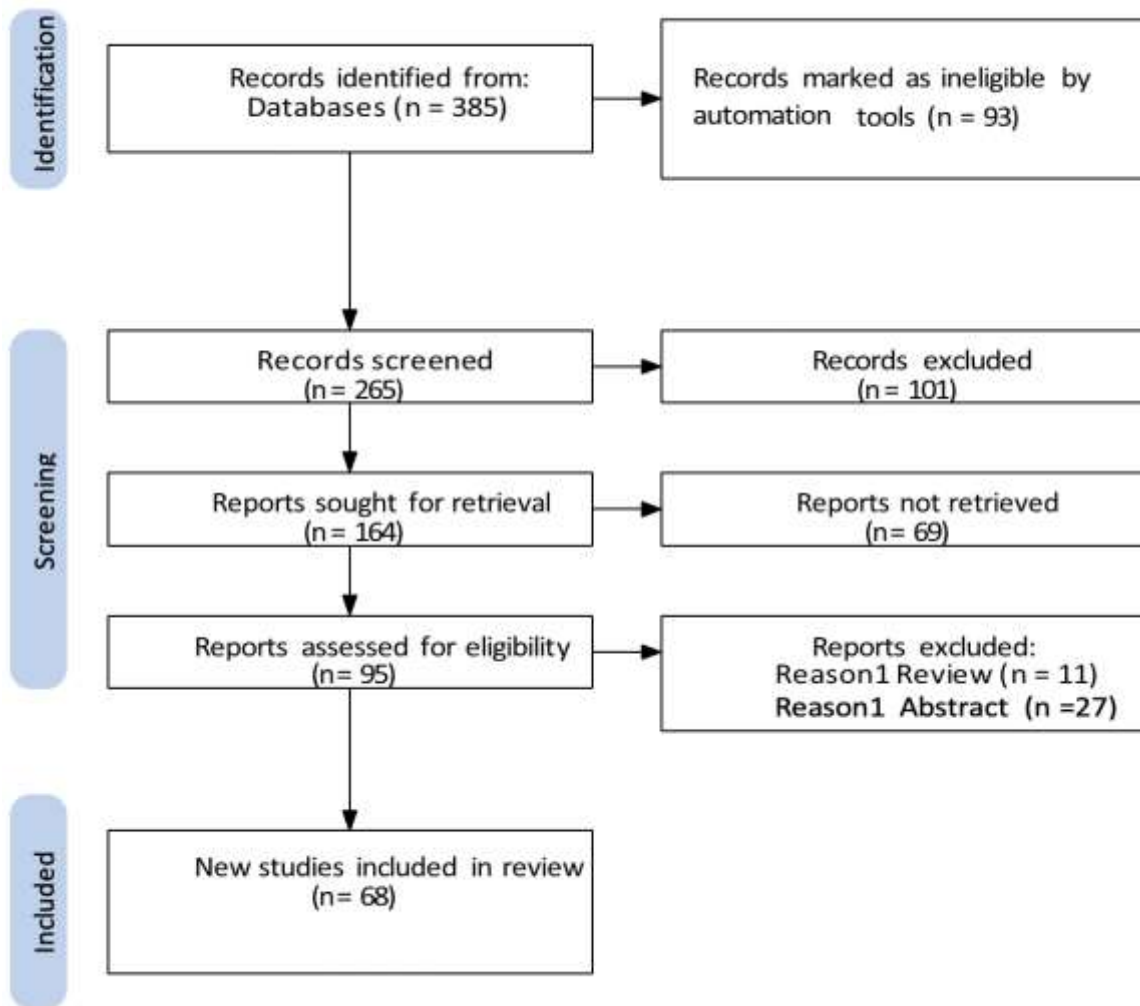 Identification
Records identified from:
Databases (n = 385)
Records marked as ineligible by
automation tools (n = 93)
Screening
Records screened
(n = 265)
Records excluded
(n = 101)
Reports sought for retrieval
(n = 164)
Reports not retrieved
(n = 69)
Reports assessed for eligibility
(n = 95)
Reports excluded:
Reason1 Review (n = 11)
Reason1 Abstract (n =27)
Included
New studies included in review
(n = 68)